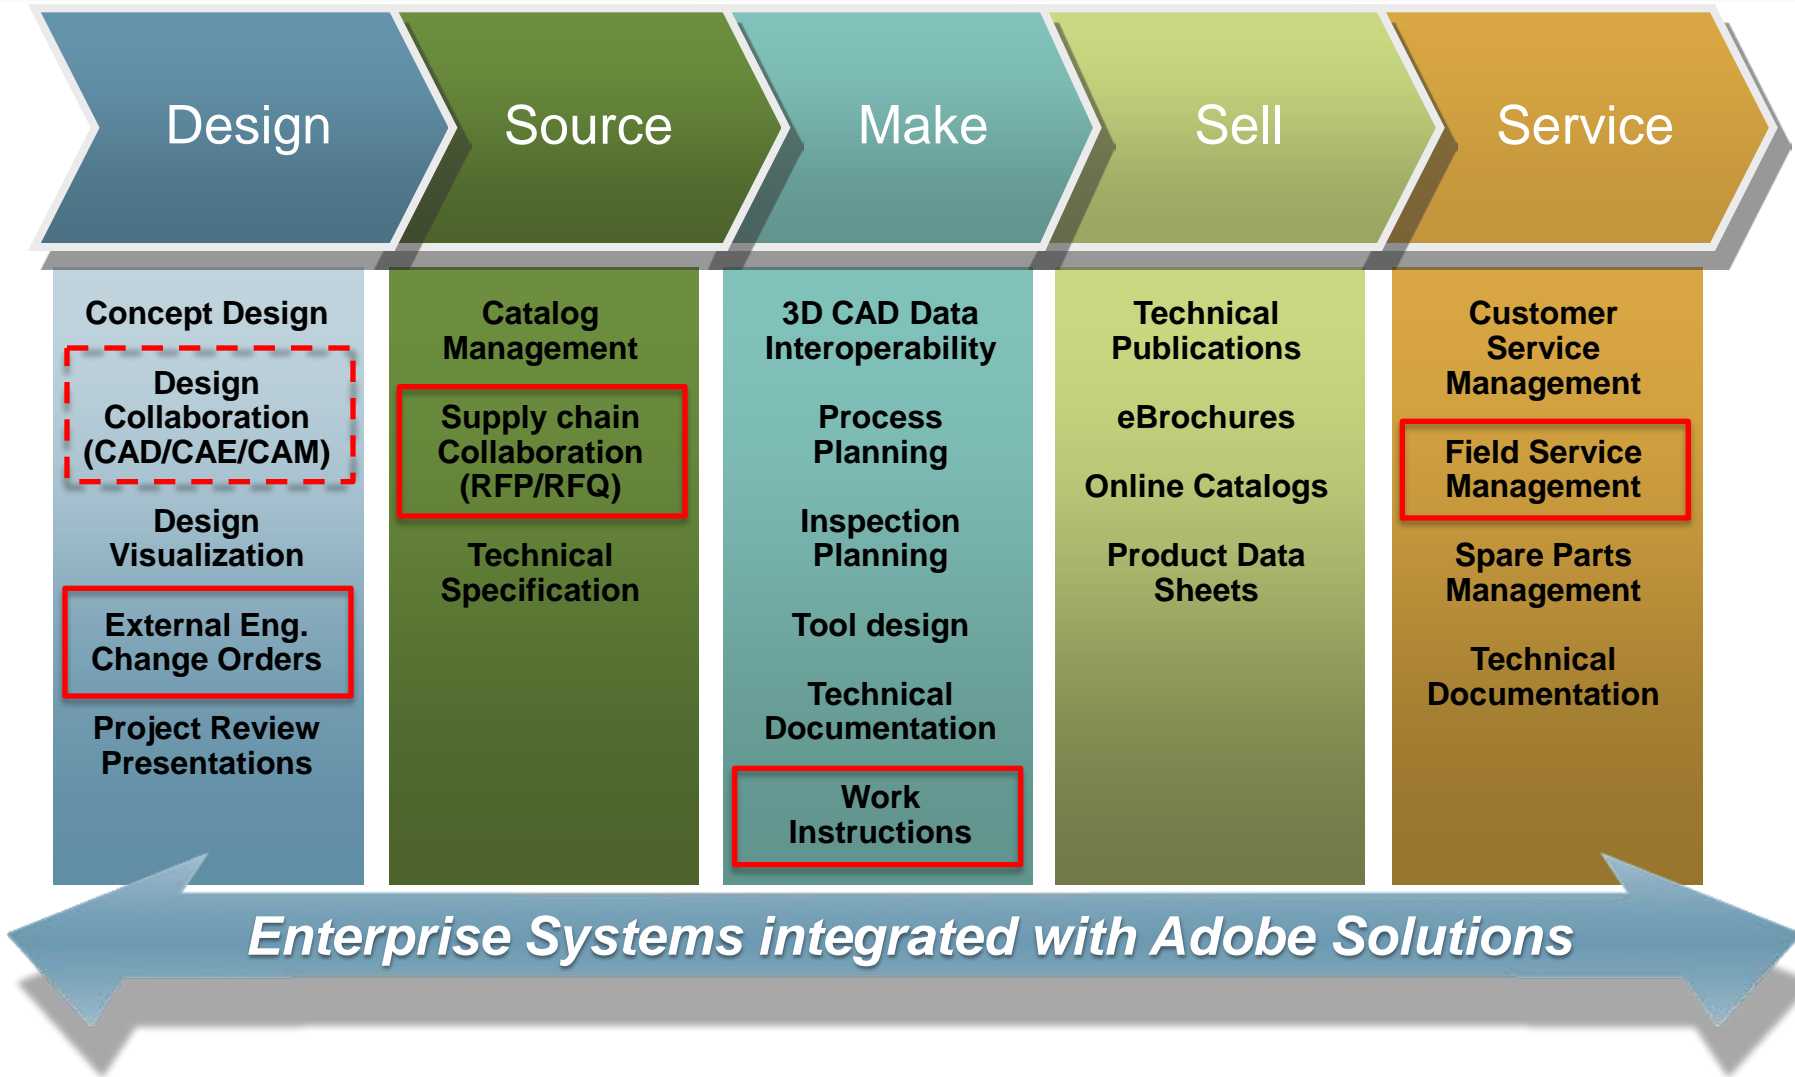 Design
Source
Make
Sell
Service
Concept Design
Design
Collaboration
(CAD/CAE/CAM)
Design
Visualization
External Eng.
Change Orders
Project Review
Presentations
Catalog
Management
Supply chain
Collaboration
(RFP/RFQ)
Technical
Specification
3D CAD Data
Interoperability
Process
Planning
Inspection
Planning
Tool design
Technical
Documentation
Work
Instructions
Technical
Publications
eBrochures
Online Catalogs
Product Data
Sheets
Customer
Service
Management
Field Service
Management
Spare Parts
Management
Technical
Documentation
Enterprise Systems integrated with Adobe Solutions